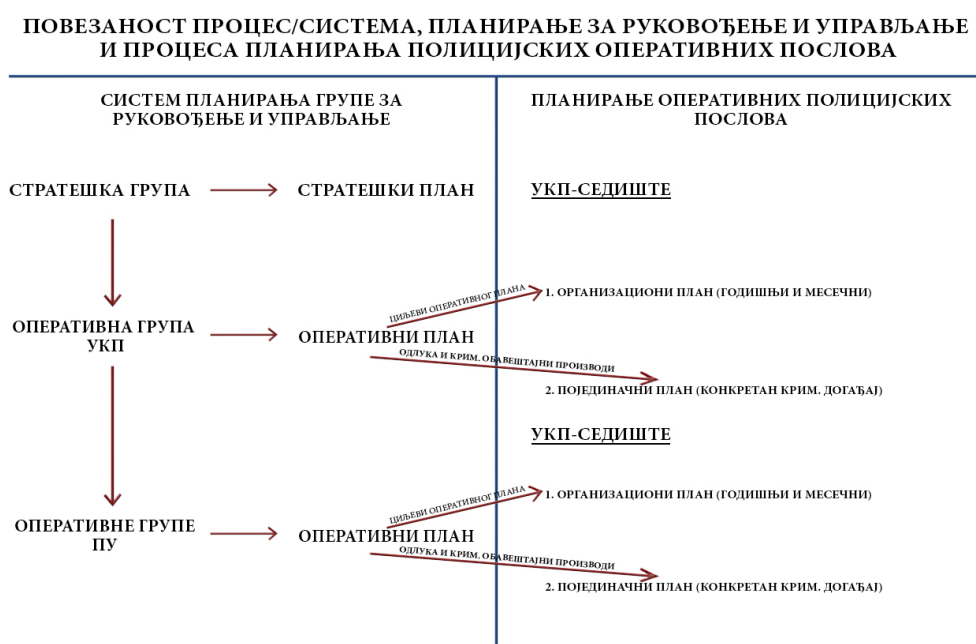 ПОВЕЗАНОСТ ПРОЦЕС/СИСТЕМА, ПЛАНИРАЊЕ ЗА РУКОВОЂЕЊЕ И УПРАВЉАЊЕ
И ПРОЦЕСА ПЛАНИРАЊА ПОЛИЦИЈСКИХ ОПЕРАТИВНИХ ПОСЛОВА
СИСТЕМ ПЛАНИРАЊА ГРУПЕ ЗА
РУКОВОЂЕЊЕ И УПРАВЉАЊЕ
ПЛАНИРАЊЕ ОПЕРАТИВНИХ ПОЛИЦИЈСКИХ
ПОСЛОВА
СТРАТЕШКА ГРУПА
СТРАТЕШКИ ПЛАН
УКП-СЕДИШТЕ
ОПЕРАТИВНА ГРУПА
УКП
ОПЕРАТИВНИ ПЛАН
ЦИЉЕВИ ОПЕРАТИВНОГ ПЛАНА
1. ОРГАНИЗАЦИОНИ ПЛАН (ГОДИШЊИ И МЕСЕЧНИ)
ОДЛУКА И КРИМ. ОБАВЕШТАЈНИ ПРОИЗВОДИ
2. ПОЈЕДИНАЧНИ ПЛАН (КОНКРЕТАН КРИМ. ДОГАЂАЈ)
УКП-СЕДИШТЕ
ОПЕРАТИВНЕ ГРУПЕ
ПУ
ОПЕРАТИВНИ ПЛАН
ЦИЉЕВИ ОПЕРАТИВНОГ ПЛАНА
1. ОРГАНИЗАЦИОНИ ПЛАН (ГОДИШЊИ И МЕСЕЧНИ)
ОДЛУКА И КРИМ. ОБАВЕШТАЈНИ ПРОИЗВОДИ
2. ПОЈЕДИНАЧНИ ПЛАН (КОНКРЕТАН КРИМ. ДОГАЂАЈ)